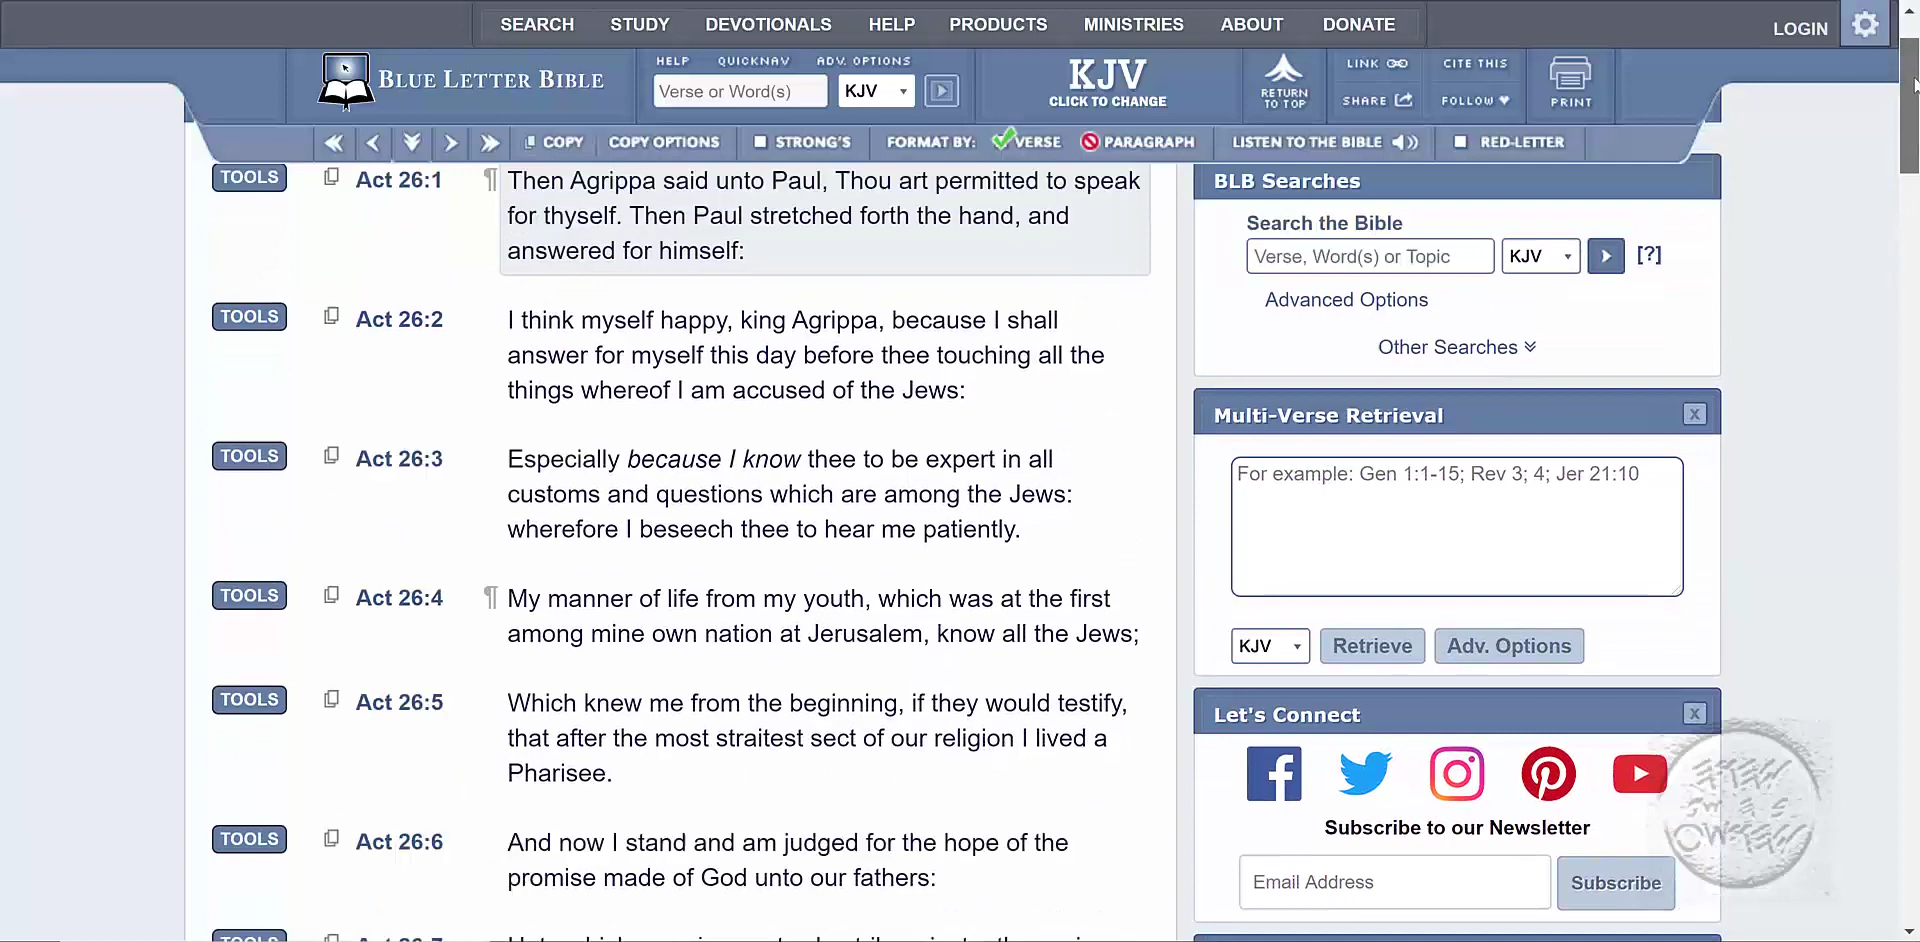 SEARCH STUDY DEVOTIONALS HELP PRODUCTS MINISTRIES ABOUT DONATE LOGIN
BLUE LETTER BIBLE
HELP QUICKNAV ADV. OPTIONS
Verse or Word(s) KJV
KJV
CLICK TO CHANGE
RETURN
TO TOP
LINK
SHARE
CITE THIS
FOLLOW
PRINT
COPY COPY OPTIONS STRONG'S FORMAT BY: VERSE PARAGRAPH LISTEN TO THE BIBLE RED-LETTER
TOOLS Act 26:1 ¶ Then Agrippa said unto Paul, Thou art permitted to speak
for thyself. Then Paul stretched forth the hand, and
answered for himself:
TOOLS Act 26:2 I think myself happy, king Agrippa, because I shall
answer for myself this day before thee touching all the
things whereof I am accused of the Jews:
TOOLS Act 26:3 Especially because I know thee to be expert in all
customs and questions which are among the Jews:
wherefore I beseech thee to hear me patiently.
TOOLS Act 26:4 ¶ My manner of life from my youth, which was at the first
among mine own nation at Jerusalem, know all the Jews;
TOOLS Act 26:5 Which knew me from the beginning, if they would testify,
that after the most straitest sect of our religion I lived a
Pharisee.
TOOLS Act 26:6 And now I stand and am judged for the hope of the
promise made of God unto our fathers:
BLB Searches
Search the Bible
Verse, Word(s) or Topic KJV [?]
Advanced Options
Other Searches
Multi-Verse Retrieval
For example: Gen 1:1-15; Rev 3; 4; Jer 21:10
KJV Retrieve Adv. Options
Let's Connect
Subscribe to our Newsletter
Email Address Subscribe